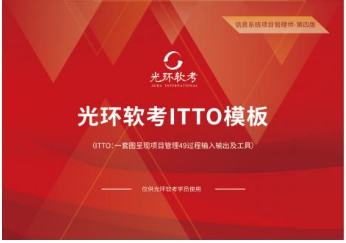 信息系统项目管理师-第四版
光环软考
AURA INTERNATIONAL
光环软考ITTO模板
(ITTO:一套图呈现项目管理49过程输入输出及工具)
仅供光环软考学员使用